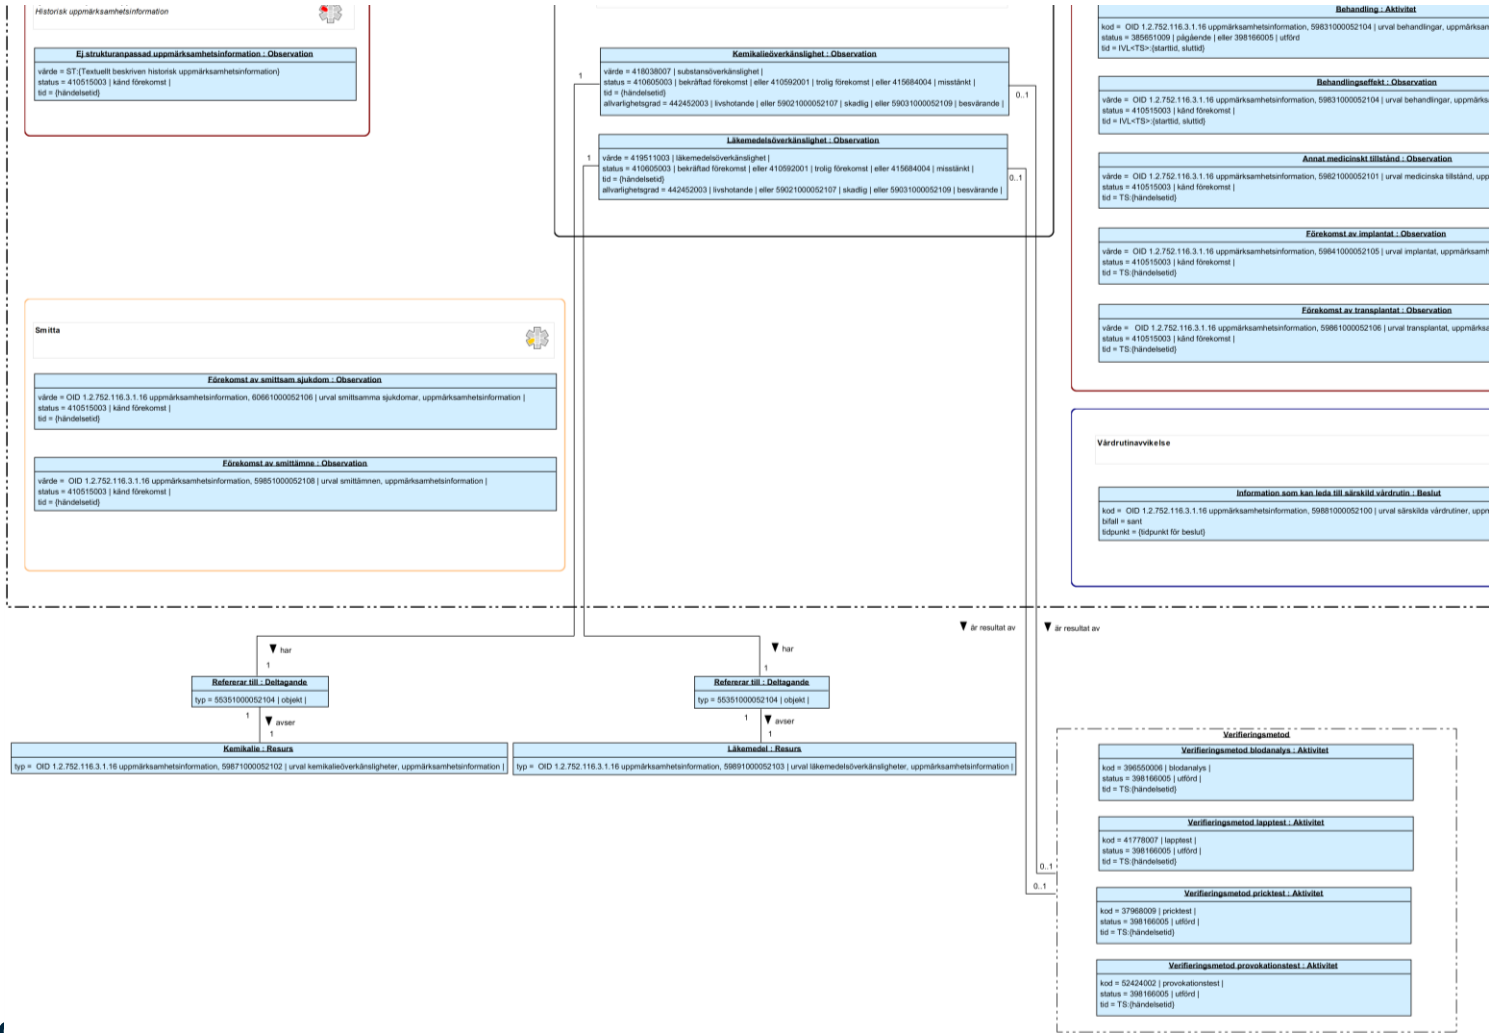 Historisk uppmärksamhetsinformation
Ej strukturanpassad uppmärksamhetsinformation : Observation
värde = ST:{Textuellt beskriven historisk uppmärksamhetsinformation}
status = 410515003 | känd förekomst |
tid = {händelsetid}
Kemikalieöverkänslighet : Observation
värde = 418038007 | substansöverkänslighet |
status = 410605003 | bekräftad förekomst | eller 410592001 | trolig förekomst | eller 415684004 | misstänkt |
tid = {händelsetid}
allvarlighetsgrad = 442452003 | livshotande | eller 59021000052107 | skadlig | eller 59031000052109 | besvärande |
1
0..1
Läkemedelsöverkänslighet : Observation
värde = 419511003 | läkemedelsöverkänslighet |
status = 410605003 | bekräftad förekomst | eller 410592001 | trolig förekomst | eller 415684004 | misstänkt |
tid = {händelsetid}
allvarlighetsgrad = 442452003 | livshotande | eller 59021000052107 | skadlig | eller 59031000052109 | besvärande |
1
0..1
Behandling : Aktivitet
kod = OID 1.2.752.116.3.1.16 uppmärksamhetsinformation, 59831000052104 | urval behandlingar, uppmärksam
status = 385651009 | pågående | eller 398166005 | utförd
tid = IVL<TS>:{starttid, sluttid}
Behandlingseffekt : Observation
värde = OID 1.2.752.116.3.1.16 uppmärksamhetsinformation, 59831000052104 | urval behandlingar, uppmärks
status = 410515003 | känd förekomst |
tid = IVL<TS>:{starttid, sluttid}
Annat medicinskt tillstånd : Observation
värde = OID 1.2.752.116.3.1.16 uppmärksamhetsinformation, 59821000052101 | urval medicinska tillstånd, upp
status = 410515003 | känd förekomst |
tid = TS:{händelsetid}
Förekomst av implantat : Observation
värde = OID 1.2.752.116.3.1.16 uppmärksamhetsinformation, 59841000052105 | urval implantat, uppmärksamh
status = 410515003 | känd förekomst |
tid = TS:{händelsetid}
Förekomst av transplantat : Observation
värde = OID 1.2.752.116.3.1.16 uppmärksamhetsinformation, 59861000052106 | urval transplantat, uppmärksa
status = 410515003 | känd förekomst |
tid = TS:{händelsetid}
Smitta
Förekomst av smittsam sjukdom : Observation
värde = OID 1.2.752.116.3.1.16 uppmärksamhetsinformation, 60661000052106 | urval smittsamma sjukdomar, uppmärksamhetsinformation |
status = 410515003 | känd förekomst |
tid = {händelsetid}
Förekomst av smittämne : Observation
värde = OID 1.2.752.116.3.1.16 uppmärksamhetsinformation, 59851000052108 | urval smittämnen, uppmärksamhetsinformation |
status = 410515003 | känd förekomst |
tid = {händelsetid}
Vårdrutinavvikelse
Information som kan leda till särskild vårdrutin : Beslut
kod = OID 1.2.752.116.3.1.16 uppmärksamhetsinformation, 59881000052100 | urval särskilda vårdrutiner, uppm
bifall = sant
tidpunkt = {tidpunkt för beslut}
▼ är resultat av
▼ är resultat av
▼ har
1
▼ har
1
Refererar till : Deltagande
typ = 55351000052104 | objekt |
Refererar till : Deltagande
typ = 55351000052104 | objekt |
1
▼ avser
1
1
▼ avser
1
Kemikalie : Resurs
typ = OID 1.2.752.116.3.1.16 uppmärksamhetsinformation, 59871000052102 | urval kemikalieöverkänsligheter, uppmärksamhetsinformation |
Läkemedel : Resurs
typ = OID 1.2.752.116.3.1.16 uppmärksamhetsinformation, 59891000052103 | urval läkemedelsöverkänsligheter, uppmärksamhetsinformation |
Verifieringsmetod
Verifieringsmetod blodanalys : Aktivitet
kod = 396550006 | blodanalys |
status = 398166005 | utförd |
tid = TS:{händelsetid}
Verifieringsmetod lapptest : Aktivitet
kod = 41778007 | lapptest |
status = 398166005 | utförd |
tid = TS:{händelsetid}
0..1
0..1
Verifieringsmetod pricktest : Aktivitet
kod = 37968009 | pricktest |
status = 398166005 | utförd |
tid = TS:{händelsetid}
Verifieringsmetod provokationstest : Aktivitet
kod = 52424002 | provokationstest |
status = 398166005 | utförd |
tid = TS:{händelsetid}